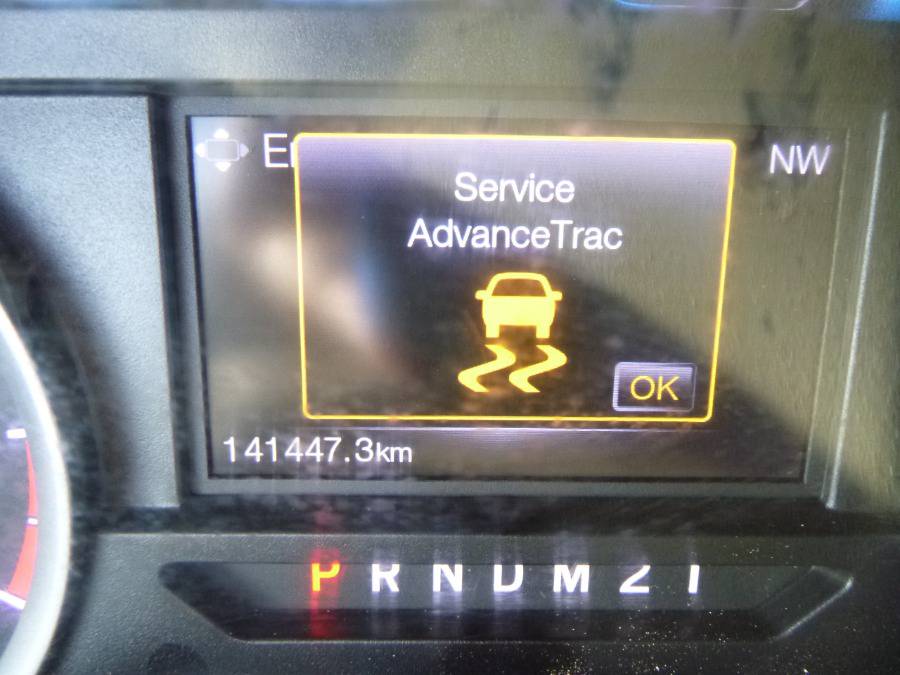 NW
Service
AdvanceTrac
OK
141447.3km
P R N D M 2 1